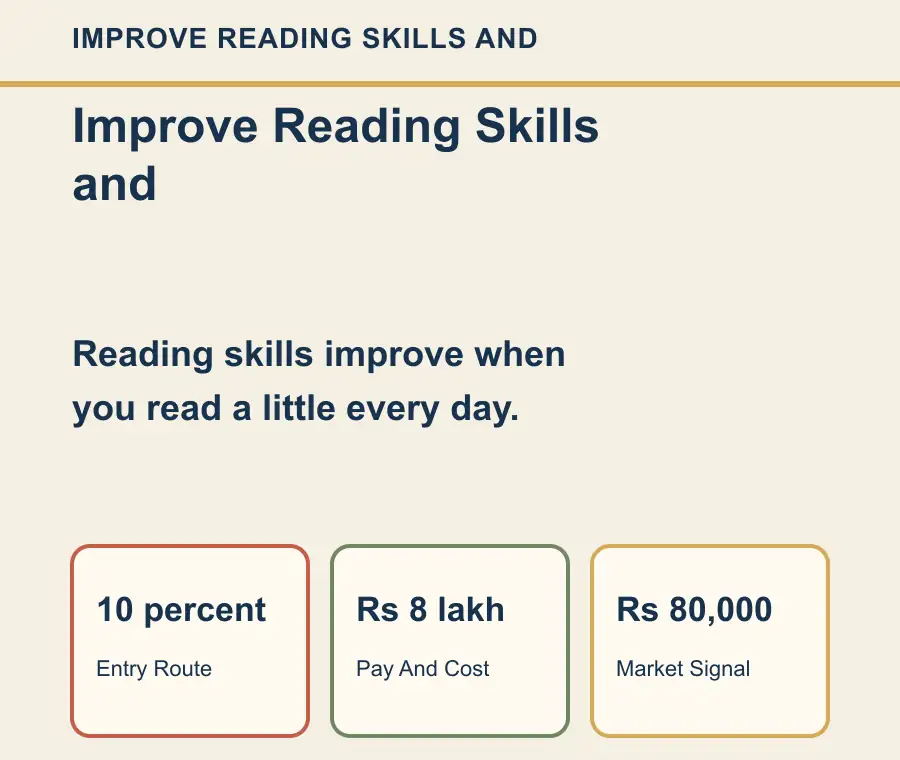 IMPROVE READING SKILLS AND
Improve Reading Skills
and
Reading skills improve when
you read a little every day.
10 percent
Entry Route
Rs 8 lakh
Pay And Cost
Rs 80,000
Market Signal